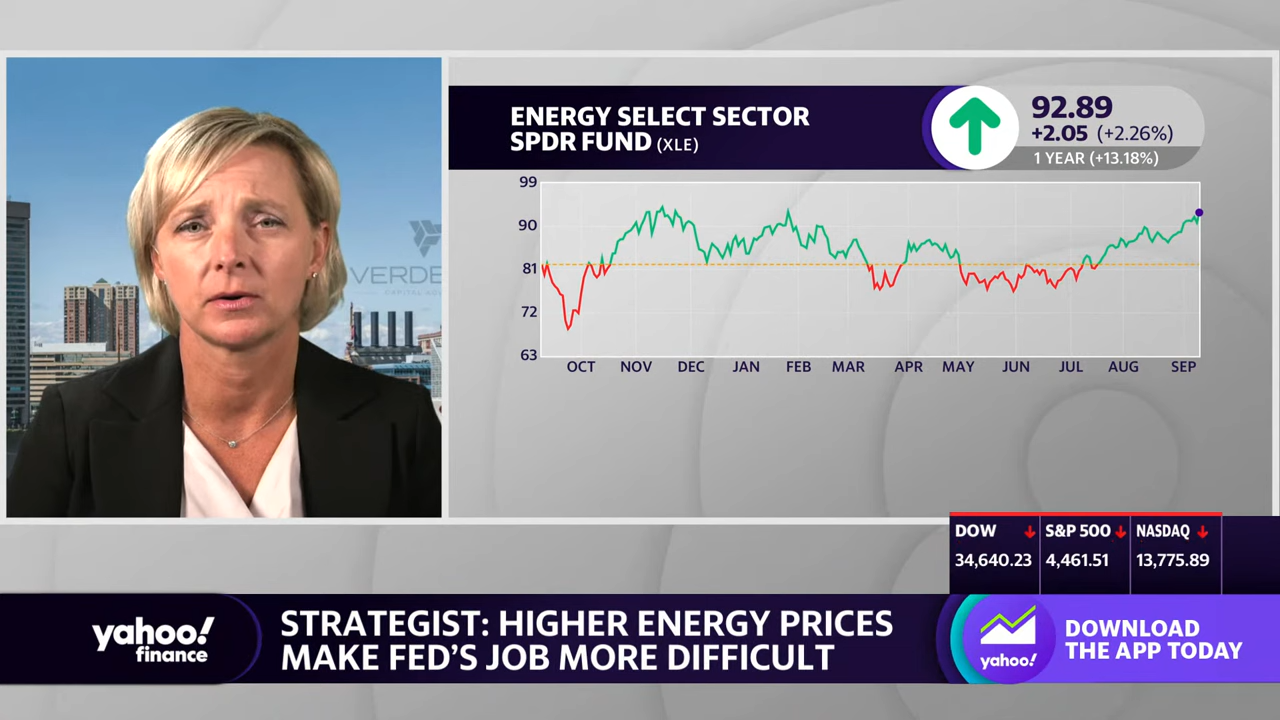 VERDE
CAPITAL ADV
ENERGY SELECT SECTOR
SPDR FUND (XLE)
92.89
+2.05 (+2.26%)
1 YEAR (+13.18%)
99
90
81
72
63
OCT NOV DEC JAN FEB MAR APR MAY JUN JUL AUG SEP
DOW S&P 500 NASDAQ
34,640.23 4,461.51 13,775.89
yahoo!
finance
STRATEGIST: HIGHER ENERGY PRICES
MAKE FED'S JOB MORE DIFFICULT
yahoo!
DOWNLOAD
THE APP TODAY